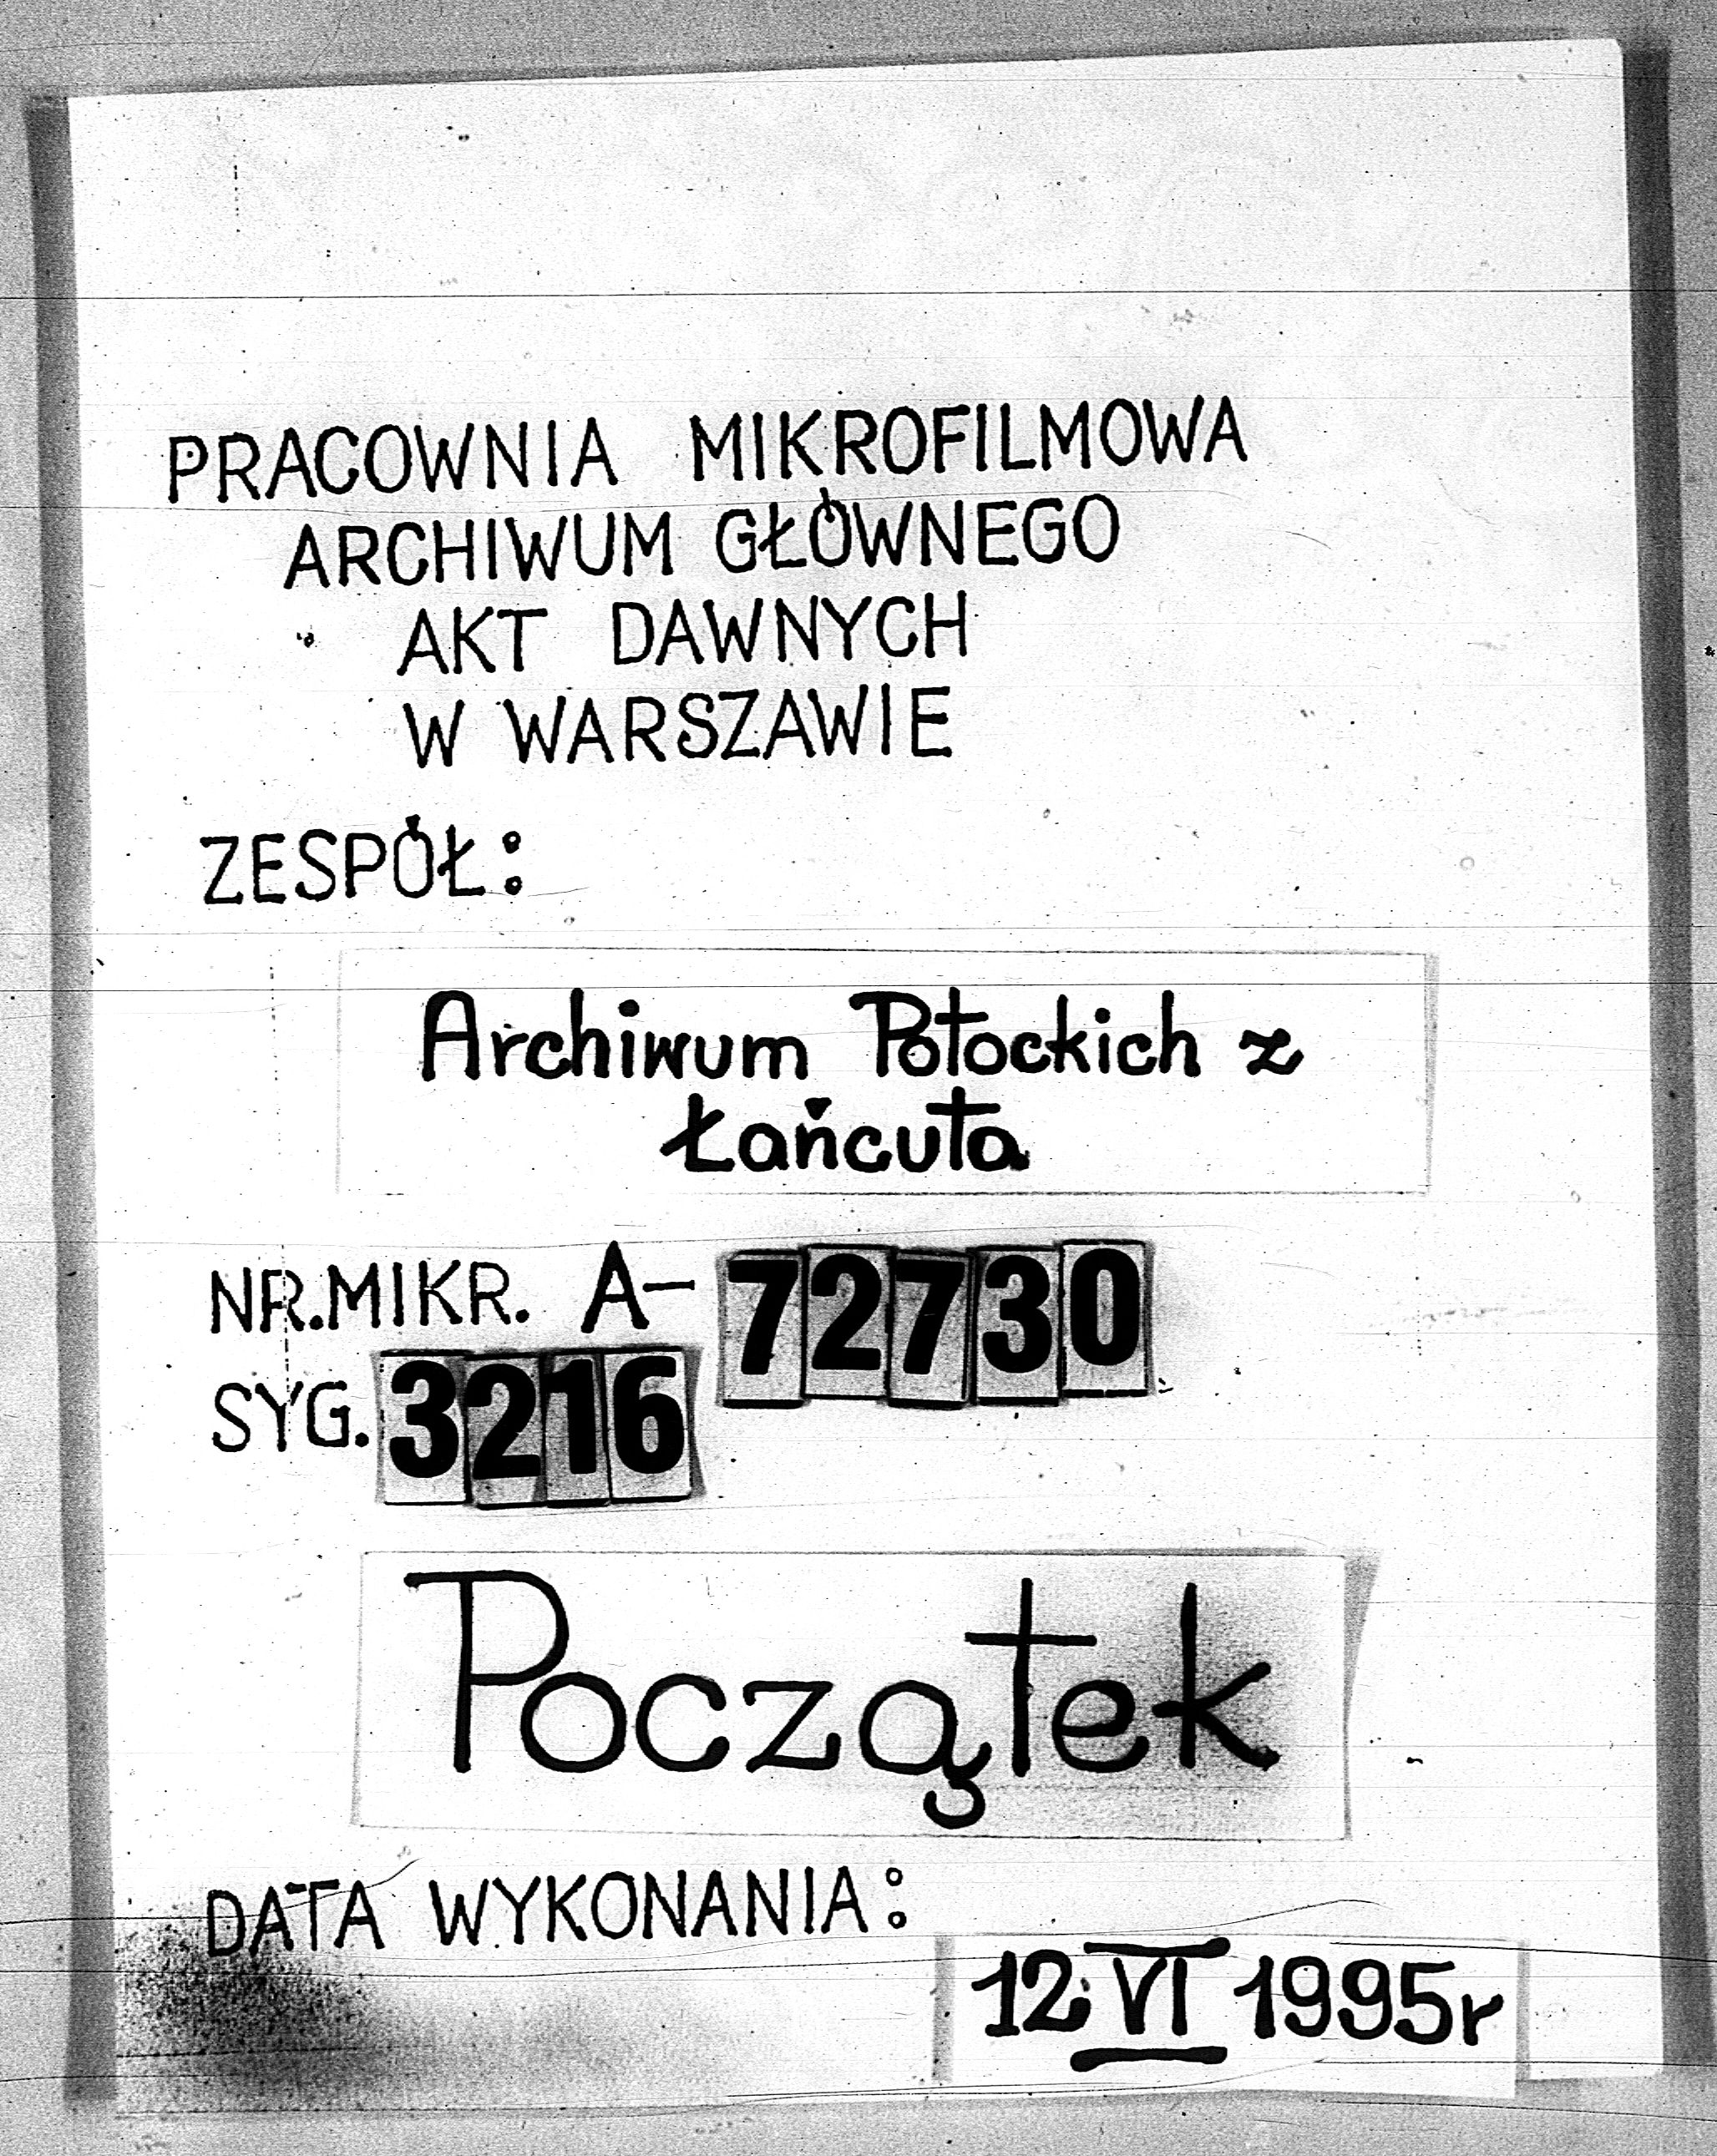 PRACOWNIA MIKROFILMOWA
ARCHIWUM GŁÓWNEGO
AKT DAWNYCH
W WARSZAWIE
ZESPÓŁ:
Archiwum Potockich z
Łańcuta
NR.MIKR. A-72730
SYG. 3216
Początek
DATA WYKONANIA:
12 VI 1995r